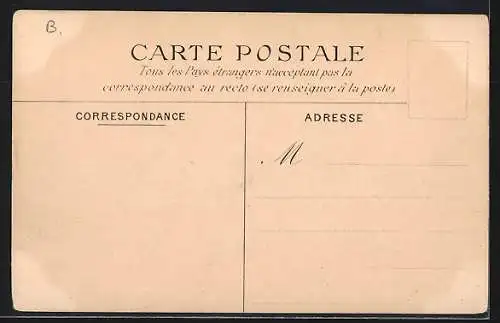 B.
CARTE POSTALE
Tous les Pays étrangers n'acceptant pas la
correspondance au recto (se renseigner à la poste)
CORRESPONDANCE
ADRESSE
M